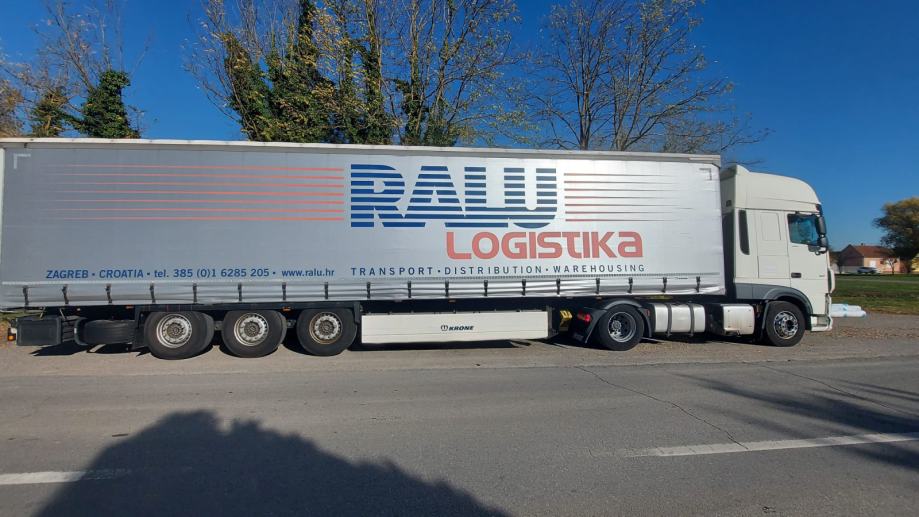 RALU
LOGISTIKA
ZAGREB • CROATIA • tel. 385 (0)1 6285 205 • www.ralu.hr
TRANSPORT • DISTRIBUTION • WAREHOUSING
KRONE